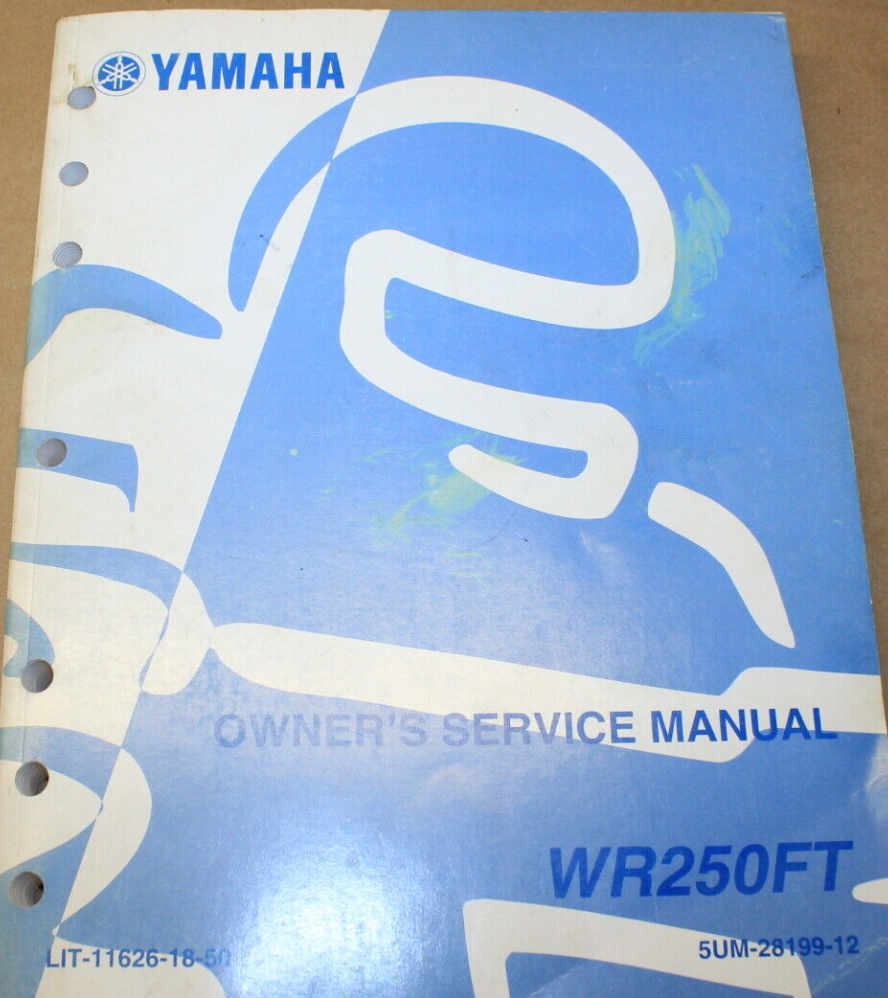 YAMAHA
OWNER'S SERVICE MANUAL
WR250FT
LIT-11626-18-50
5UM-28199-12